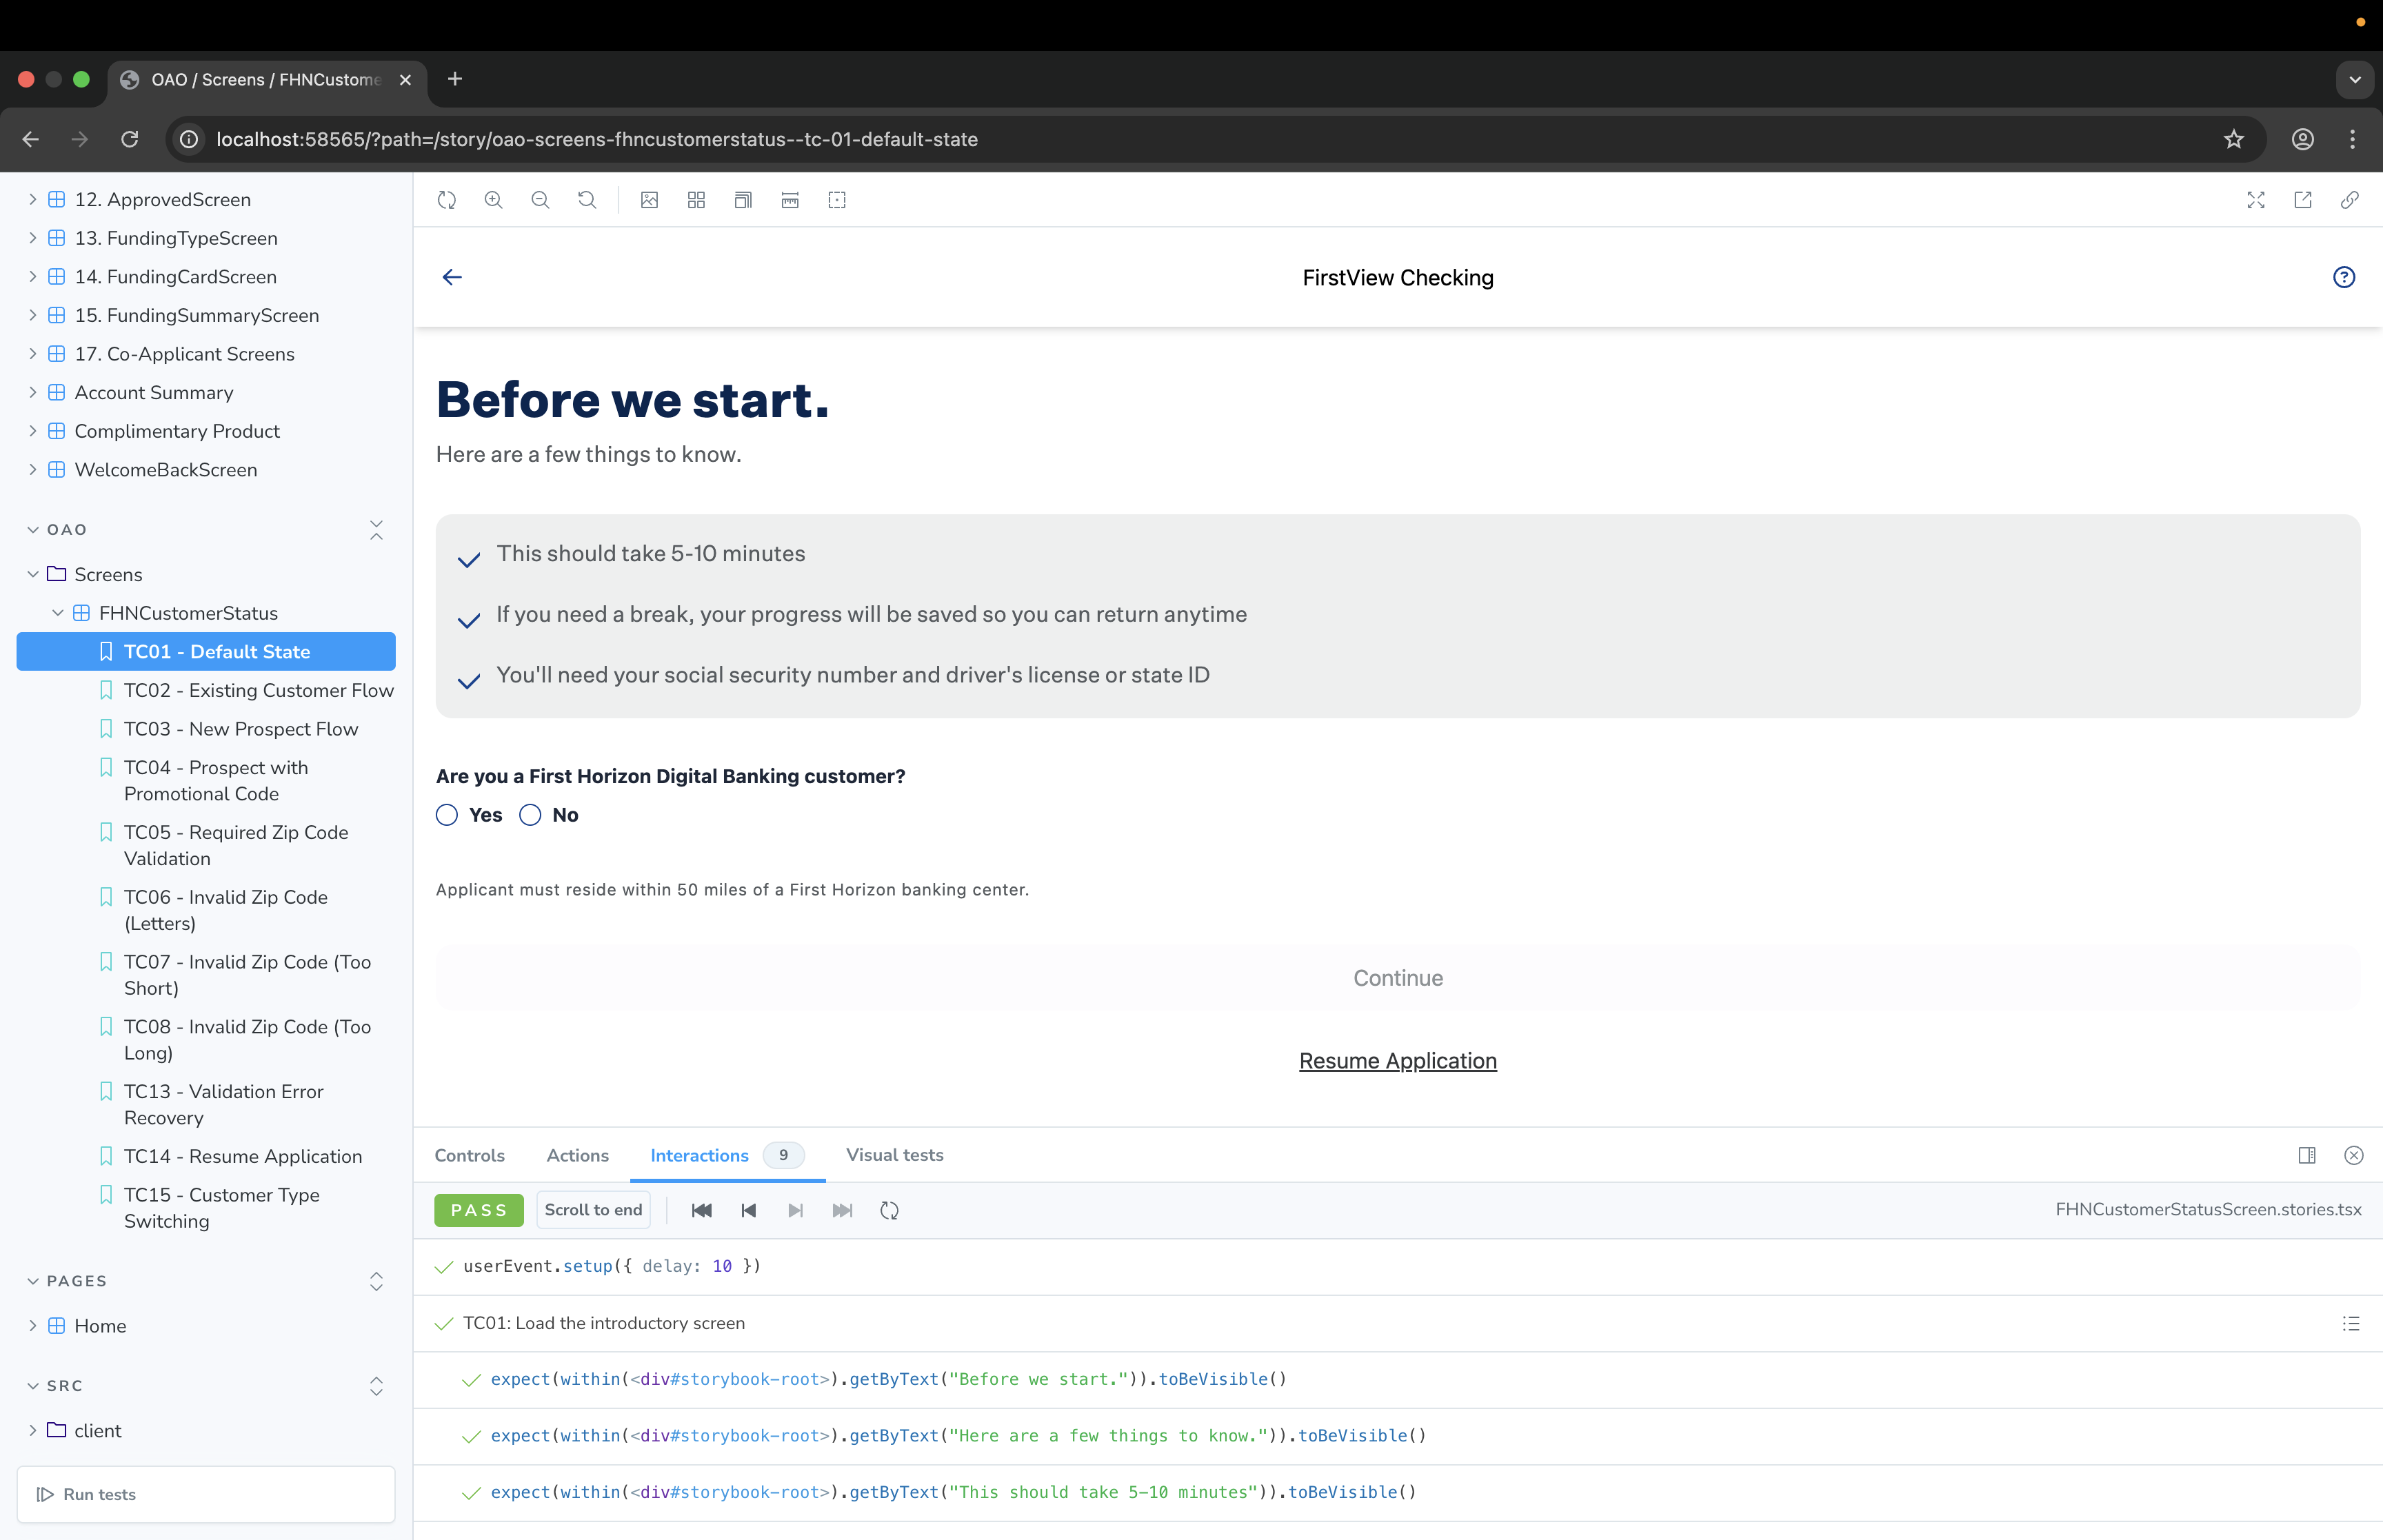 OAO / Screens / FHNCustome
localhost:58565/?path=/story/oao-screens-fhncustomerstatus--tc-01-default-state
12. ApprovedScreen
13. FundingTypeScreen
14. FundingCardScreen
15. FundingSummaryScreen
17. Co-Applicant Screens
Account Summary
Complimentary Product
WelcomeBackScreen
OAO
Screens
FHNCustomerStatus
TC01 - Default State
TC02 - Existing Customer Flow
TC03 - New Prospect Flow
TC04 - Prospect with
Promotional Code
TC05 - Required Zip Code
Validation
TC06 - Invalid Zip Code
(Letters)
TC07 - Invalid Zip Code (Too
Short)
TC08 - Invalid Zip Code (Too
Long)
TC13 - Validation Error
Recovery
TC14 - Resume Application
TC15 - Customer Type
Switching
PAGES
Home
SRC
client
Run tests
FirstView Checking
Before we start.
Here are a few things to know.
This should take 5-10 minutes
If you need a break, your progress will be saved so you can return anytime
You'll need your social security number and driver's license or state ID
Are you a First Horizon Digital Banking customer?
Yes No
Applicant must reside within 50 miles of a First Horizon banking center.
Continue
Resume Application
Controls Actions Interactions 9 Visual tests
PASS Scroll to end FHNCustomerStatusScreen.stories.tsx
userEvent.setup({ delay: 10 })
TC01: Load the introductory screen
expect(within(<div#storybook-root>).getByText("Before we start.")).toBeVisible()
expect(within(<div#storybook-root>).getByText("Here are a few things to know.")).toBeVisible()
expect(within(<div#storybook-root>).getByText("This should take 5-10 minutes")).toBeVisible()